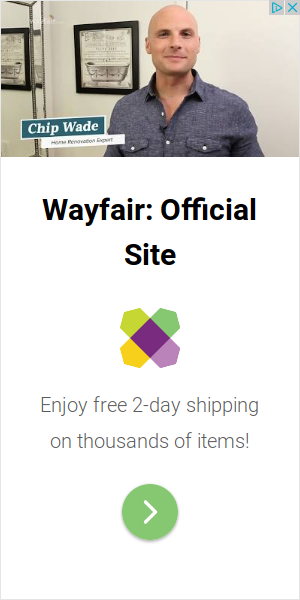 Chip Wade
Home Renovation Expert
Wayfair: Official
Site
Enjoy free 2-day shipping
on thousands of items!